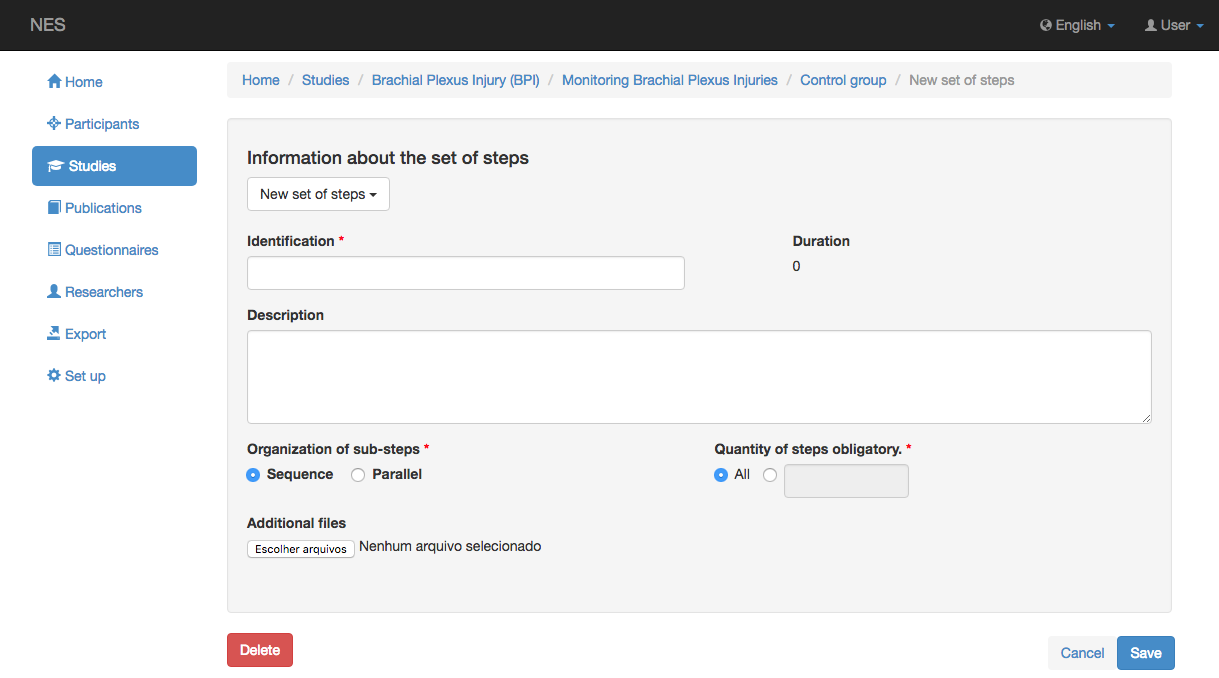 NES
English
User
Home
Participants
Studies
Publications
Questionnaires
Researchers
Export
Set up
Home / Studies / Brachial Plexus Injury (BPI) / Monitoring Brachial Plexus Injuries / Control group / New set of steps
Information about the set of steps
New set of steps
Identification *
Duration
0
Description
Organization of sub-steps *
Sequence Parallel
Quantity of steps obligatory. *
All
Additional files
Escolher arquivos Nenhum arquivo selecionado
Delete
Cancel
Save